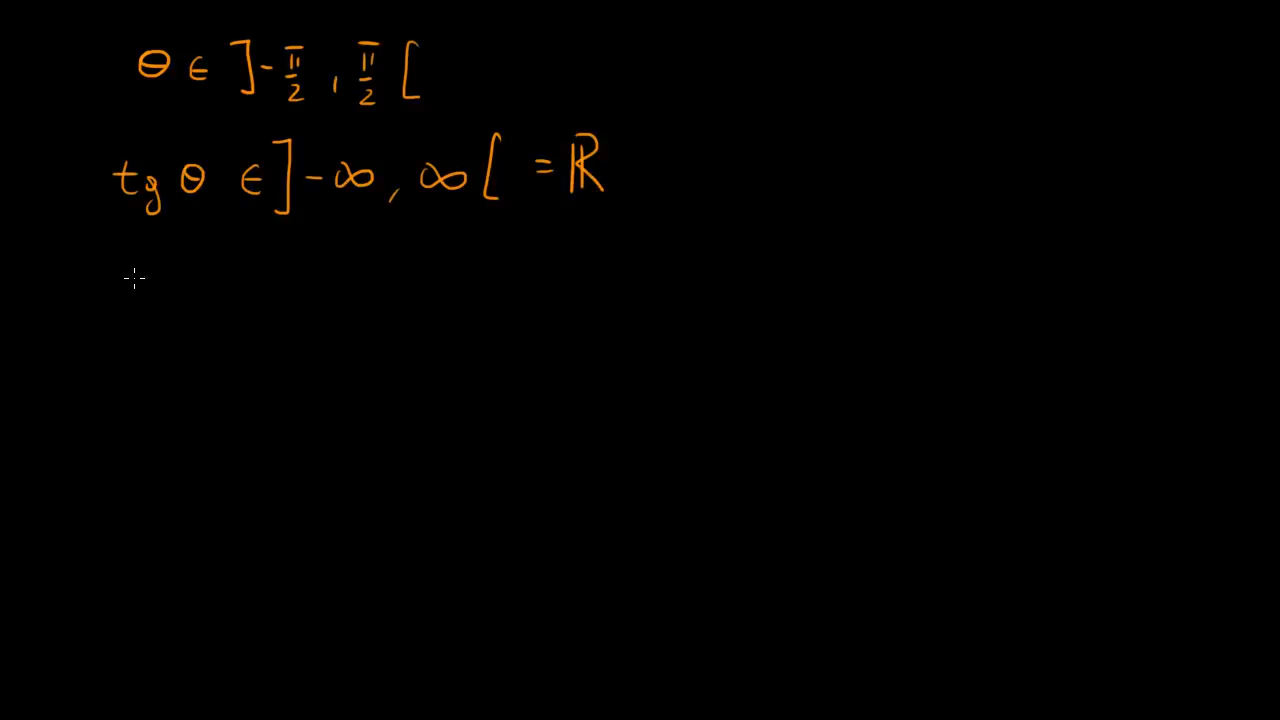 θ ∈ ]-π/2, π/2[
tg θ ∈ ]-∞, ∞[ = ℝ